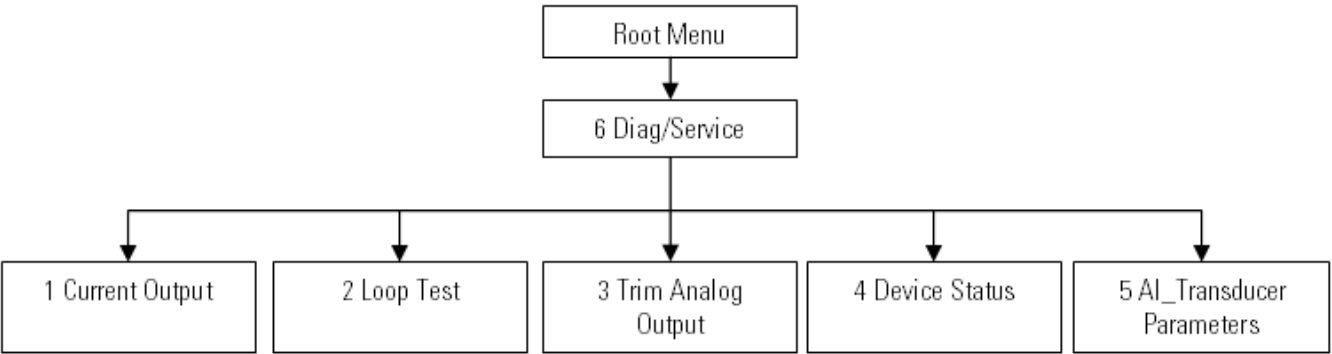 Root Menu
6 Diag/Service
1 Current Output
2 Loop Test
3 Trim Analog
Output
4 Device Status
5 AI_Transducer
Parameters